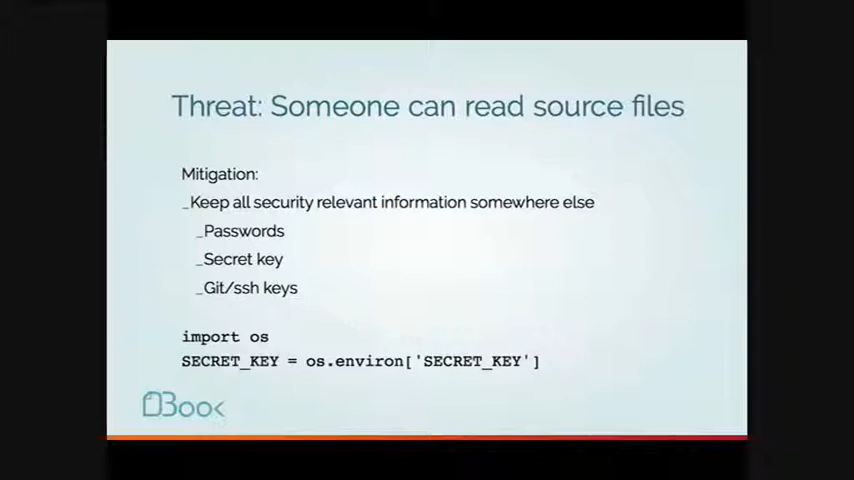 Threat: Someone can read source files
Mitigation:
_Keep all security relevant information somewhere else
_Passwords
_Secret key
_Git/ssh keys
import os
SECRET_KEY = os.environ['SECRET_KEY']
DBook